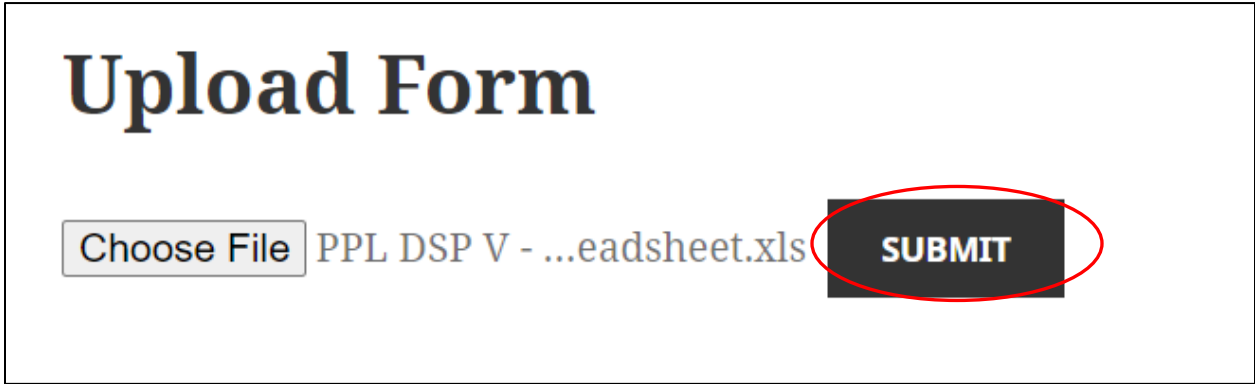 Upload Form
Choose File PPL DSP V - ...eadsheet.xls SUBMIT